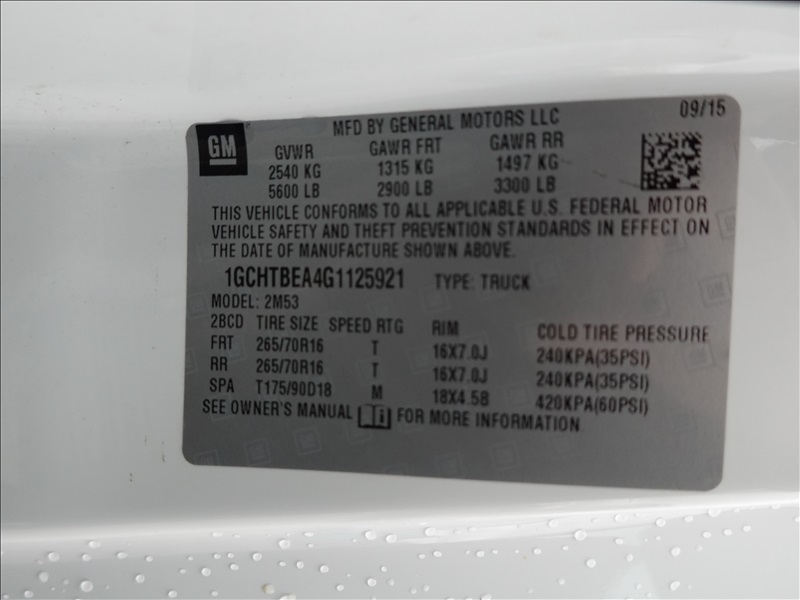 09/15
GM MFD BY GENERAL MOTORS LLC
GVWR GAWR FRT GAWR RR
2540 KG 1315 KG 1497 KG
5600 LB 2900 LB 3300 LB
THIS VEHICLE CONFORMS TO ALL APPLICABLE U.S. FEDERAL MOTOR
VEHICLE SAFETY AND THEFT PREVENTION STANDARDS IN EFFECT ON
THE DATE OF MANUFACTURE SHOWN ABOVE.
1GCHTBEA4G1125921 TYPE: TRUCK
MODEL: 2M53
2BCD TIRE SIZE SPEED RTG RIM COLD TIRE PRESSURE
FRT 265/70R16 T 16X7.0J 240KPA(35PSI)
RR 265/70R16 T 16X7.0J 240KPA(35PSI)
SPA T175/90D18 M 18X4.5B 420KPA(60PSI)
SEE OWNER'S MANUAL i FOR MORE INFORMATION